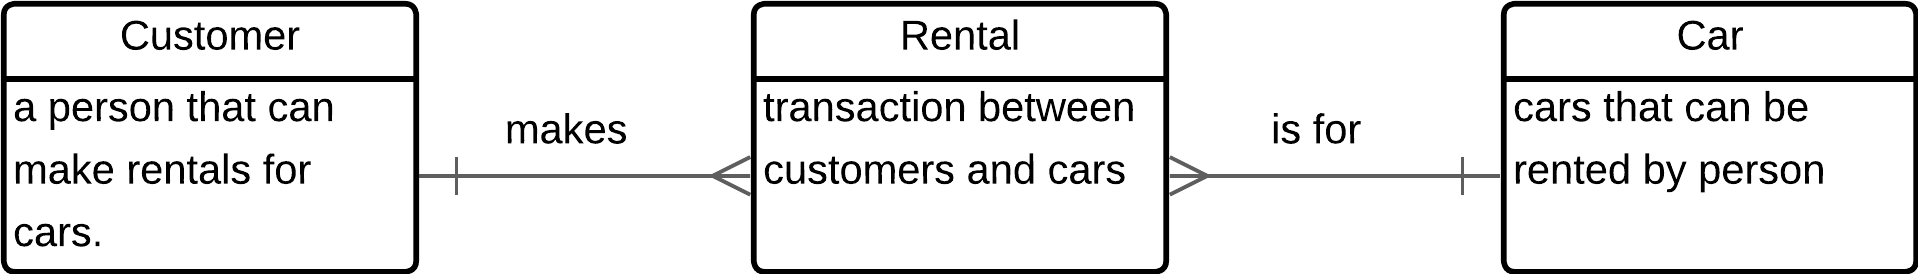 Customer
a person that can
make rentals for
cars.
makes
Rental
transaction between
customers and cars
is for
Car
cars that can be
rented by person